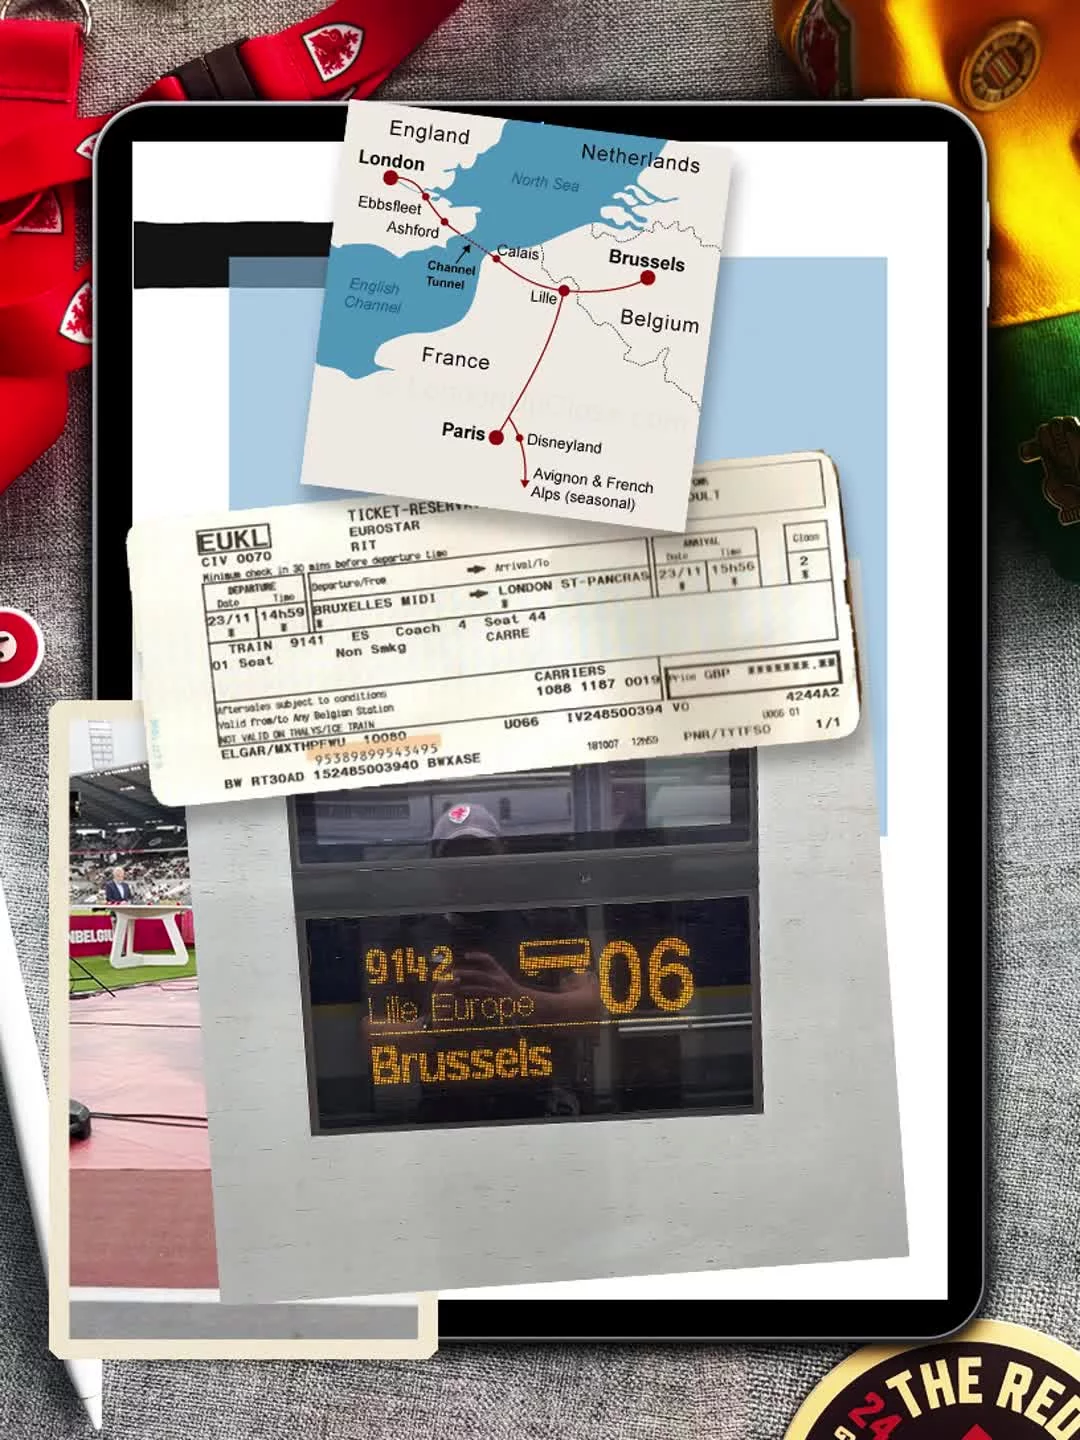 England
Netherlands
London
North Sea
Ebbsfleet
Ashford
Calais
Brussels
Channel
Tunnel
English
Channel
Lille
Belgium
France
Paris
Disneyland
Avignon & French
Alps (seasonal)
EUKL
CIV 0070
TICKET-RESERVA
EUROSTAR
RIT
Minimum check in 30 mins before departure time
DEPARTURE
Date Time
Departure/From
Arrival/To
ARRIVAL
Date Time
Class
23/11 14h59
BRUXELLES MIDI
LONDON ST-PANCRAS
23/11 15h56
2
TRAIN 9141 ES Coach 4 Seat 44
01 Seat Non Smkg CARRE
CARRIERS
1088 1187 0019
Price GBP *******.**
Aftersales subject to conditions
Valid from/to Any Belgian Station
NOT VALID ON THALYS/ICE TRAIN
U066 IV248500394 VO
4244A2
U066 01
ELGAR/MXTHPEWU 10080
95389899543495
181007 12h59
PNR/TYTFSO
1/1
BW RT30AD 152485003940 BWXASE
9142
06
Lille Europe
Brussels
NBELGIU
24
THE RED